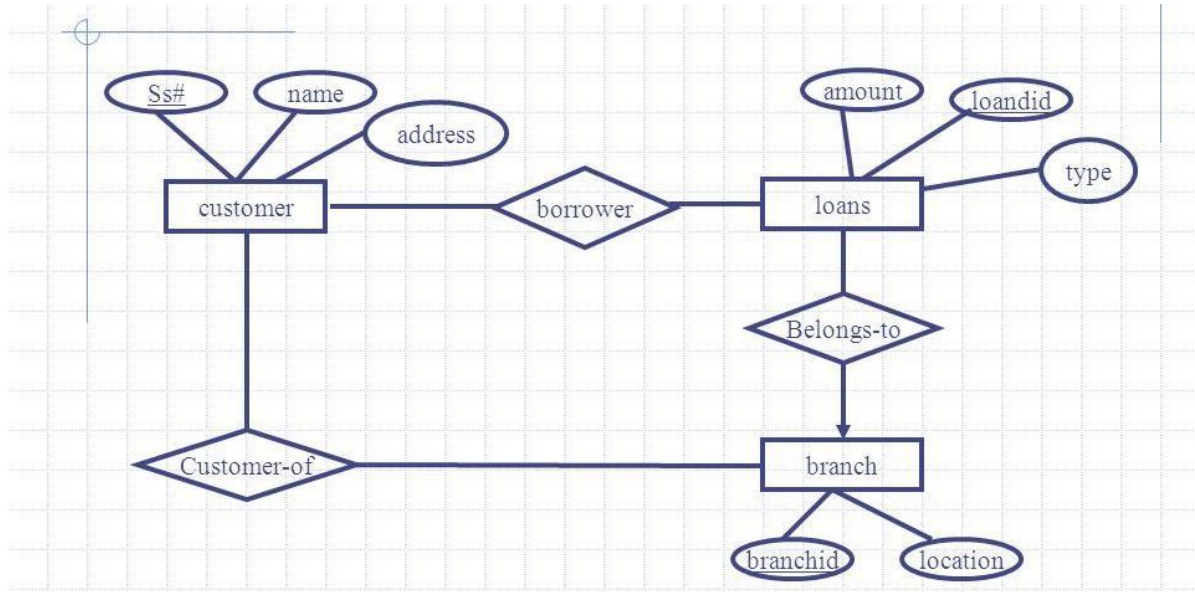 Ss#
name
address
amount
loandid
type
customer
borrower
loans
Belongs-to
Customer-of
branch
branchid
location